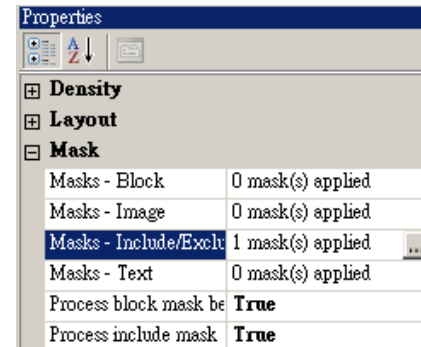 Properties
Density
Layout
Mask
Masks - Block 0 mask(s) applied
Masks - Image 0 mask(s) applied
Masks - Include/Exclu 1 mask(s) applied ...
Masks - Text 0 mask(s) applied
Process block mask be True
Process include mask True